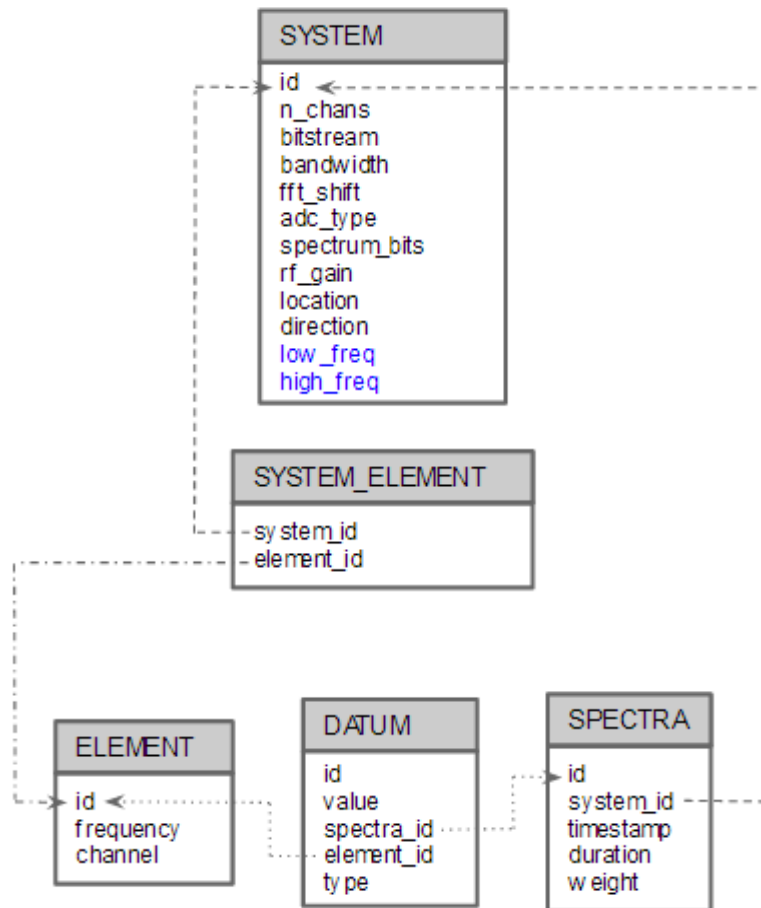 SYSTEM
id
n_chans
bitstream
bandwidth
fft_shift
adc_type
spectrum_bits
rf_gain
location
direction
low_freq
high_freq
SYSTEM_ELEMENT
system_id
element_id
ELEMENT
id
frequency
channel
DATUM
id
value
spectra_id
element_id
type
SPECTRA
id
system_id
timestamp
duration
weight